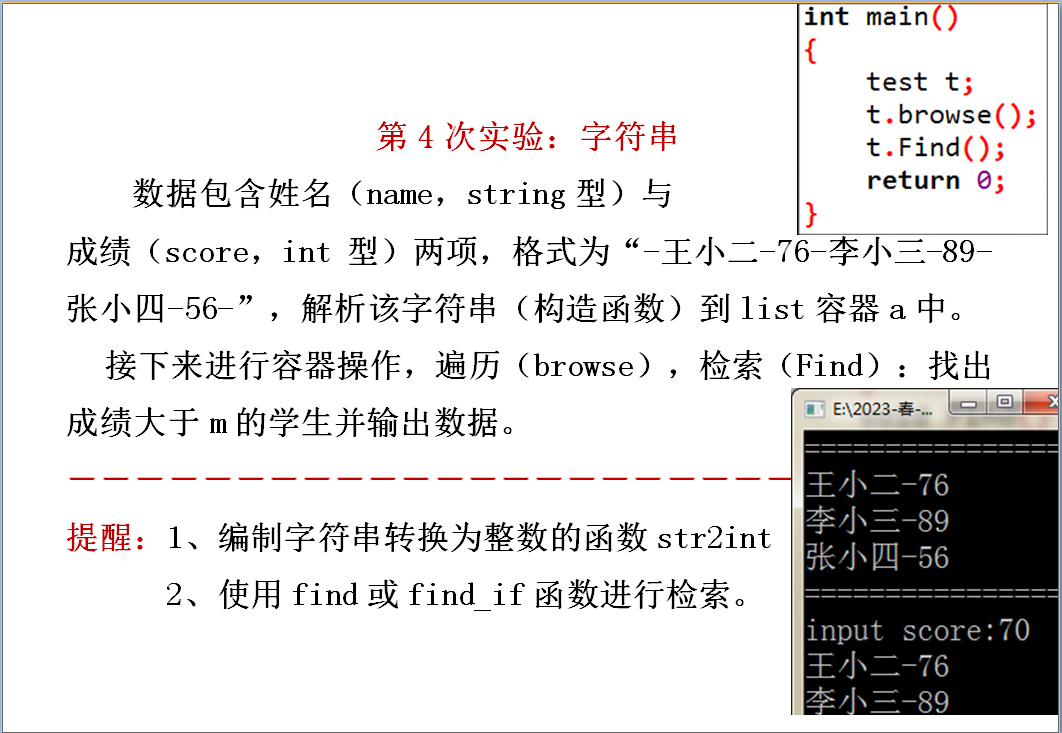 int main()
{
test t;
t.browse();
t.Find();
return 0;
}
第 4 次实验：字符串
数据包含姓名（name，string 型）与
成绩（score，int 型）两项，格式为“-王小二-76-李小三-89-
张小四-56-”，解析该字符串（构造函数）到 list 容器 a 中。
接下来进行容器操作，遍历（browse），检索（Find）：找出
成绩大于 m 的学生并输出数据。
提醒：1、编制字符串转换为整数的函数 str2int
2、使用 find 或 find_if 函数进行检索。
E:\2023-春-...
==================
王小二-76
李小三-89
张小四-56
==================
input score:70
王小二-76
李小三-89